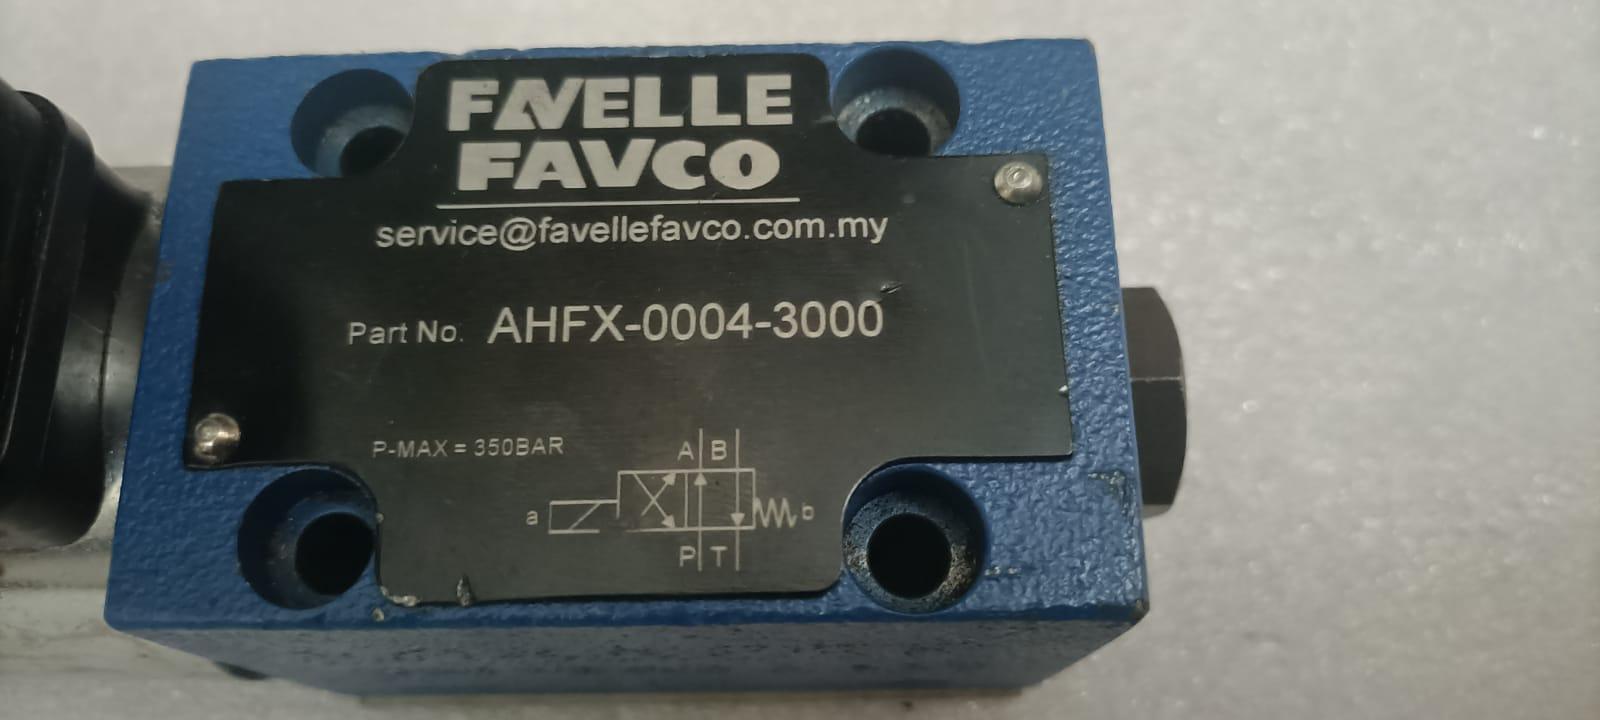 FAVELLE
FAVCO
service@favellefavco.com.my
Part No. AHFX-0004-3000
P-MAX = 350BAR
A B
a b
P T